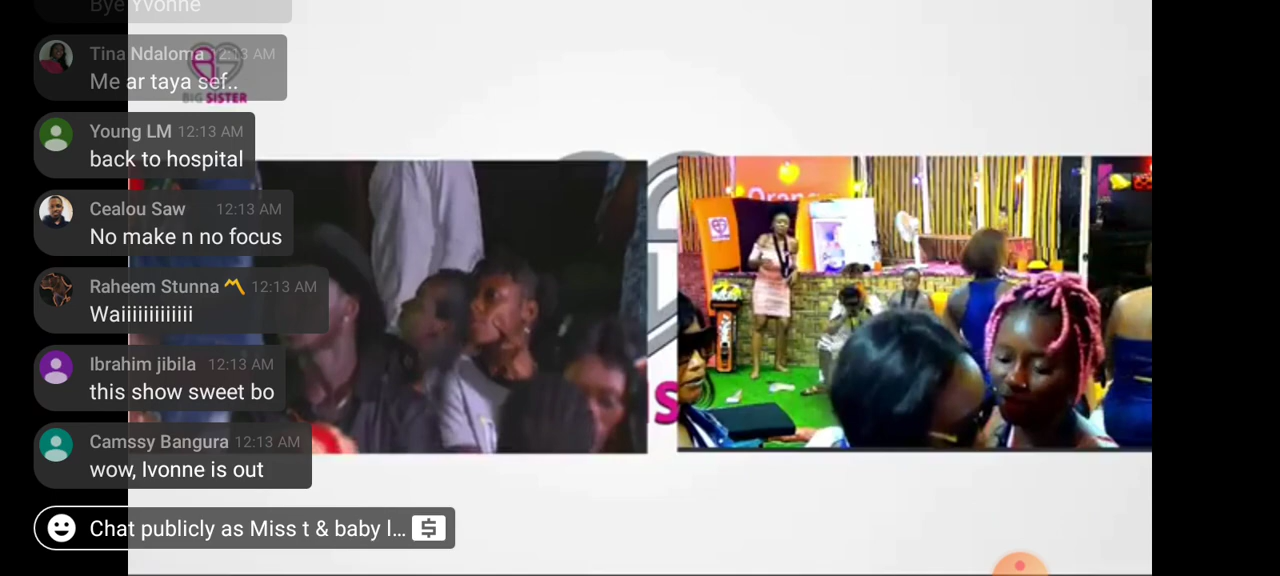 Bye Yvonne
Tina Ndaloma 12:13 AM
Me ar taya sef..
BIG SISTER
Young LM 12:13 AM
back to hospital
Cealou Saw 12:13 AM
No make n no focus
Raheem Stunna 〽️ 12:13 AM
Waiiiiiiiiiiiii
Ibrahim jibila 12:13 AM
this show sweet bo
Camssy Bangura 12:13 AM
wow, Ivonne is out
Chat publicly as Miss t & baby l...
Orange
S